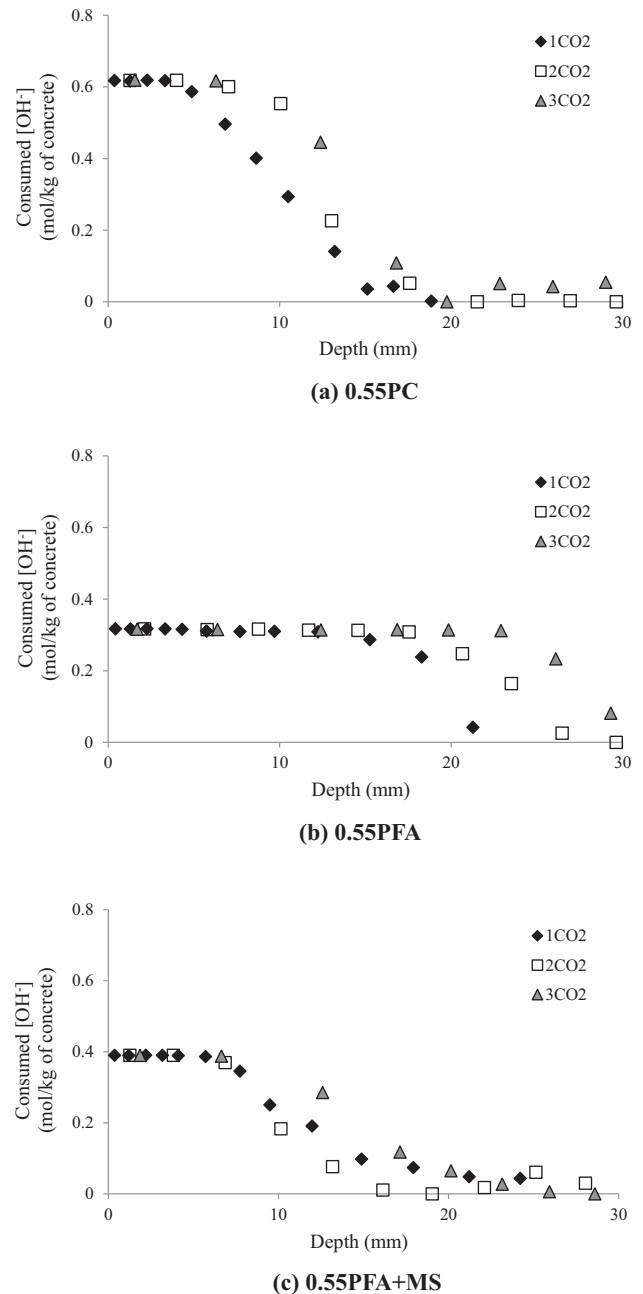 0.8
0.6
0.4
0.2
0
Consumed [OH-]
(mol/kg of concrete)
0 10 20 30
Depth (mm)
1CO2
2CO2
3CO2
(a) 0.55PC
0.8
0.6
0.4
0.2
0
Consumed [OH-]
(mol/kg of concrete)
0 10 20 30
Depth (mm)
1CO2
2CO2
3CO2
(b) 0.55PFA
0.8
0.6
0.4
0.2
0
Consumed [OH-]
(mol/kg of concrete)
0 10 20 30
Depth (mm)
1CO2
2CO2
3CO2
(c) 0.55PFA+MS